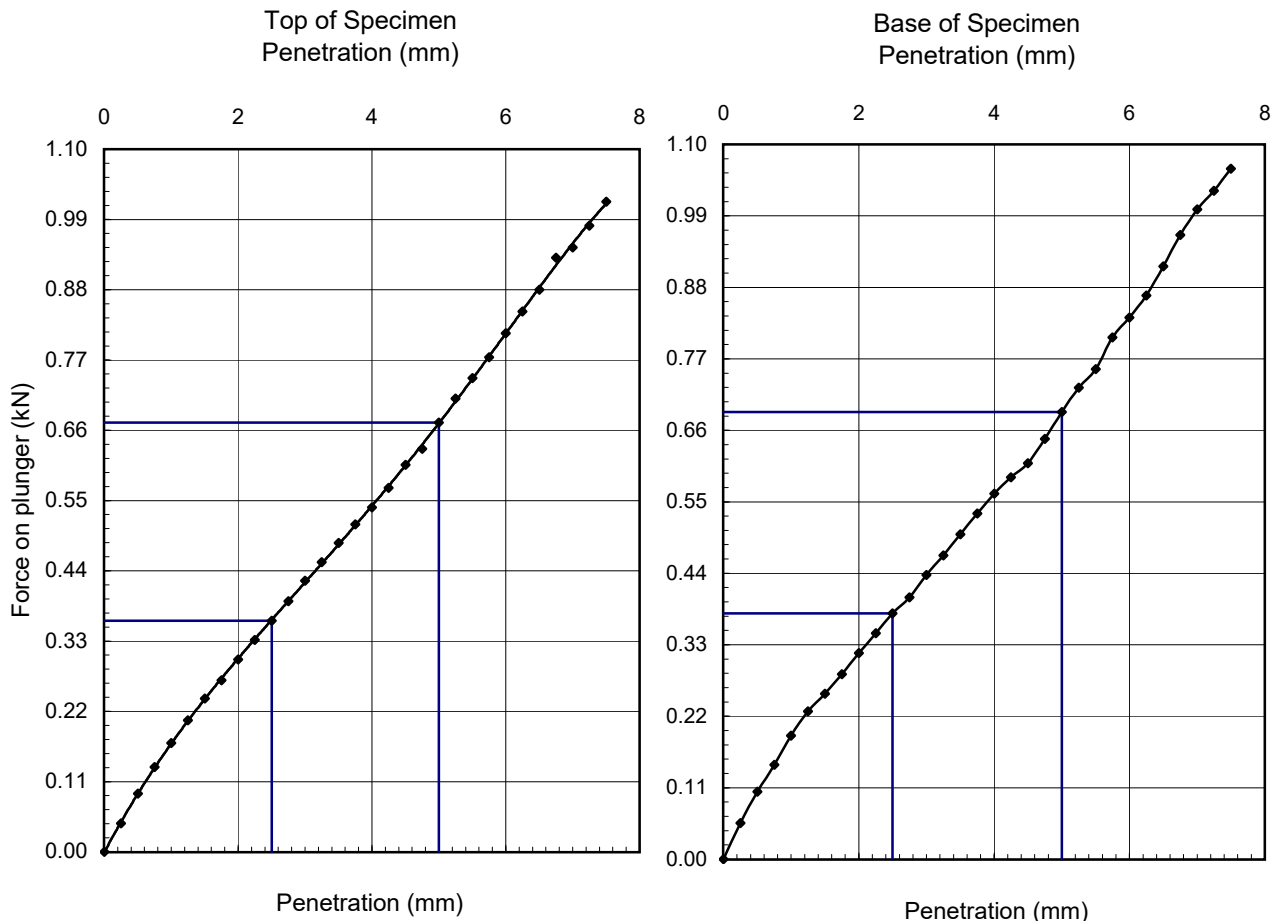 Top of Specimen
Penetration (mm)
0 2 4 6 8
1.10
0.99
0.88
0.77
0.66
0.55
0.44
0.33
0.22
0.11
0.00
Force on plunger (kN)
Penetration (mm)
Base of Specimen
Penetration (mm)
0 2 4 6 8
1.10
0.99
0.88
0.77
0.66
0.55
0.44
0.33
0.22
0.11
0.00
Penetration (mm)